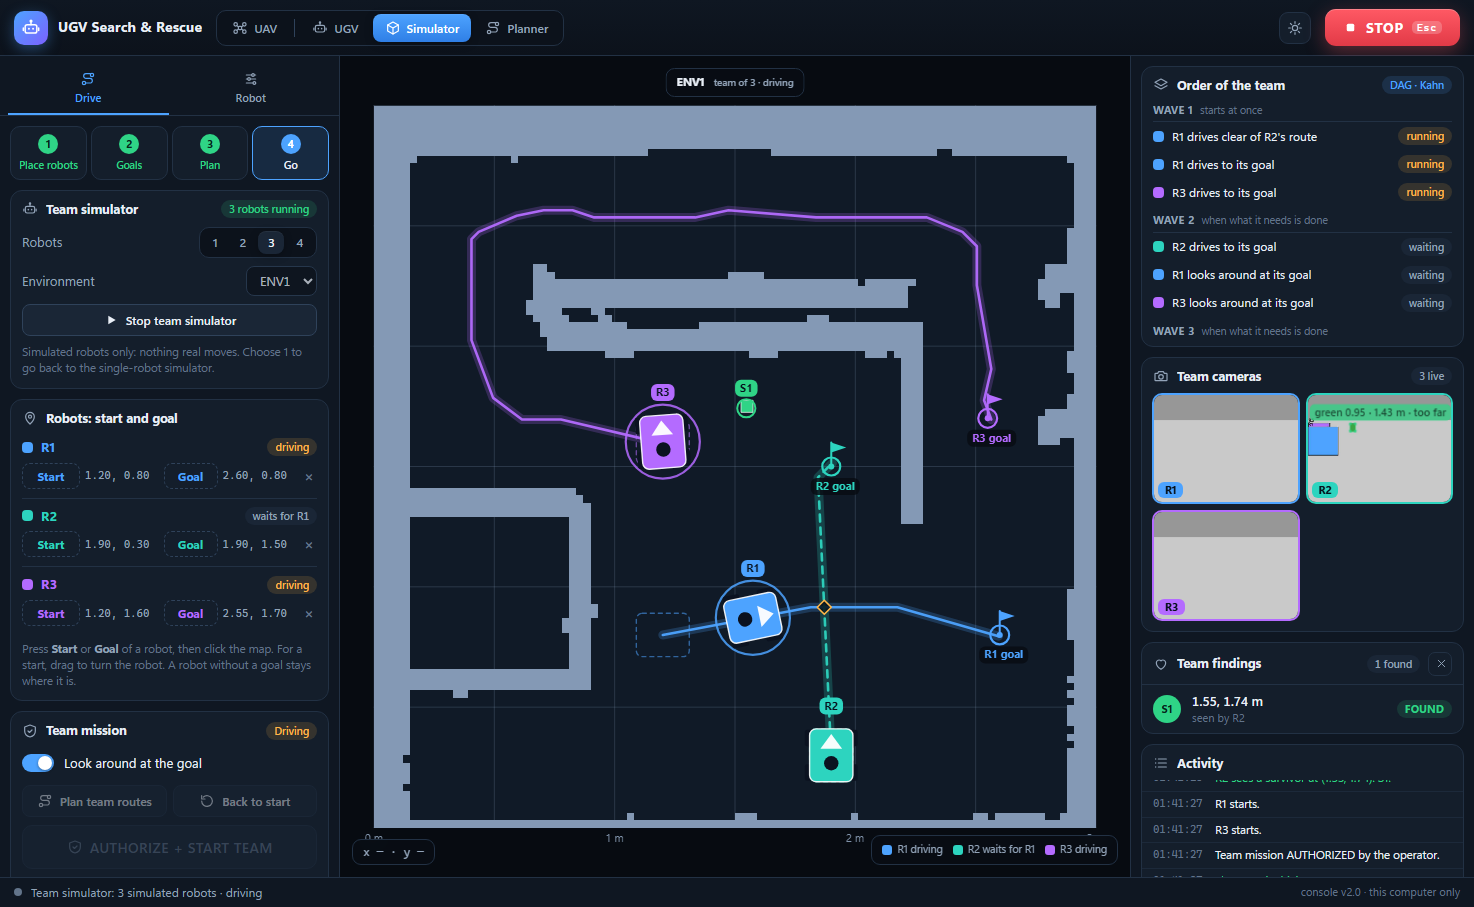 UGV Search & Rescue
UAV
UGV
Simulator
Planner
STOP Esc
Drive
Robot
1
Place robots
2
Goals
3
Plan
4
Go
Team simulator
3 robots running
Robots
1 2 3 4
Environment
ENV1
Stop team simulator
Simulated robots only: nothing real moves. Choose 1 to
go back to the single-robot simulator.
Robots: start and goal
R1
driving
Start 1.20, 0.80 Goal 2.60, 0.80 ×
R2
waits for R1
Start 1.90, 0.30 Goal 1.90, 1.50 ×
R3
driving
Start 1.20, 1.60 Goal 2.55, 1.70 ×
Press Start or Goal of a robot, then click the map. For a
start, drag to turn the robot. A robot without a goal stays
where it is.
Team mission
Driving
Look around at the goal
Plan team routes
Back to start
AUTHORIZE + START TEAM
ENV1 team of 3 · driving
R3
S1
R3 goal
R2 goal
R1
R1 goal
R2
0 m
1 m
2 m
x – · y –
R1 driving
R2 waits for R1
R3 driving
Order of the team
DAG · Kahn
WAVE 1 starts at once
R1 drives clear of R2's route running
R1 drives to its goal running
R3 drives to its goal running
WAVE 2 when what it needs is done
R2 drives to its goal waiting
R1 looks around at its goal waiting
R3 looks around at its goal waiting
WAVE 3 when what it needs is done
Team cameras
3 live
R1
green 0.95 · 1.43 m · too far
R2
R3
Team findings
1 found
S1
1.55, 1.74 m
seen by R2
FOUND
Activity
01:41:27 R1 starts.
01:41:27 R3 starts.
01:41:27 Team mission AUTHORIZED by the operator.
Team simulator: 3 simulated robots · driving
console v2.0 · this computer only